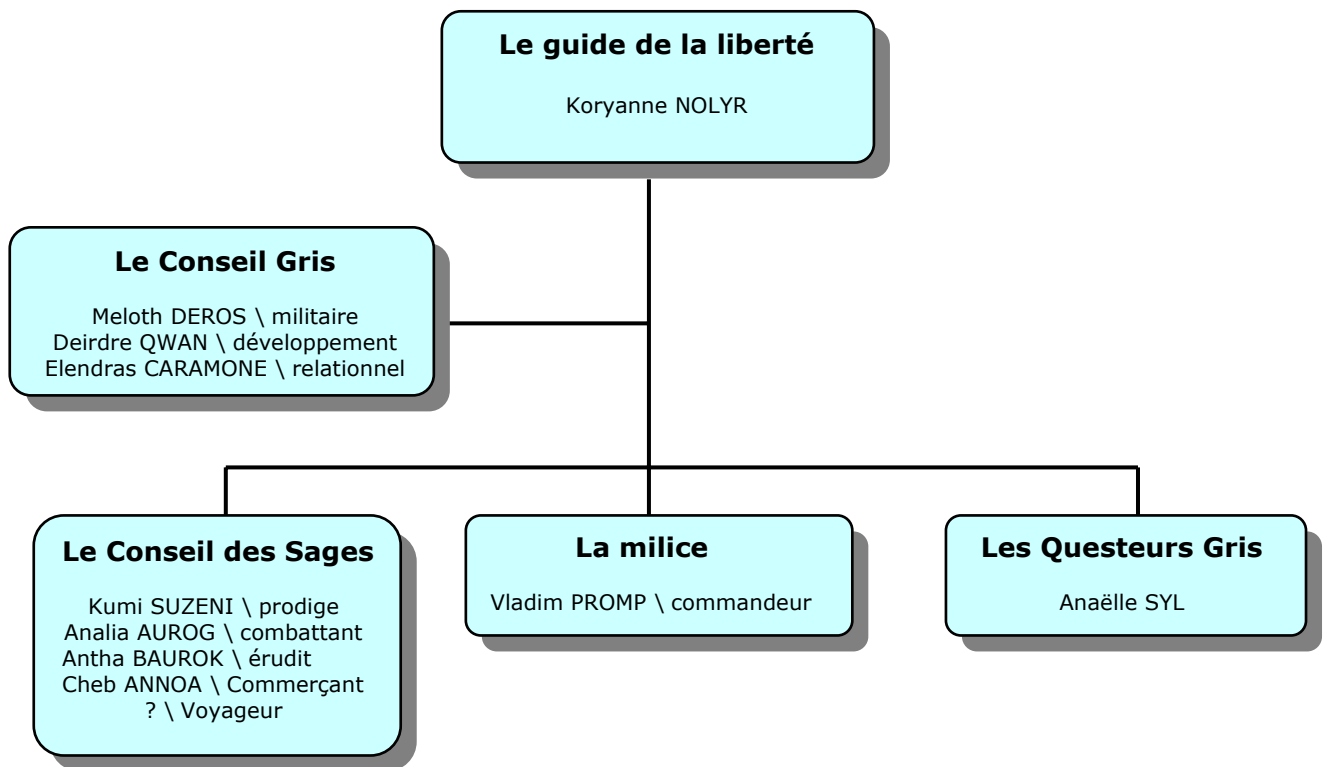 Le guide de la liberté
Koryanne NOLYR
Le Conseil Gris
Meloth DEROS \ militaire
Deirdre QWAN \ développement
Elendras CARAMONE \ relationnel
Le Conseil des Sages
Kumi SUZENI \ prodige
Analia AUROG \ combattant
Antha BAUROK \ érudit
Cheb ANNOA \ Commerçant
? \ Voyageur
La milice
Vladim PROMP \ commandeur
Les Questeurs Gris
Anaëlle SYL